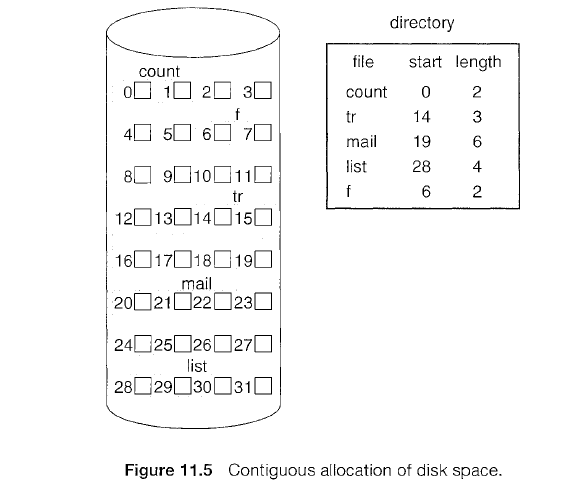 directory
file start length
count 0 2
tr 14 3
mail 19 6
list 28 4
f 6 2
count
0 1 2 3
f
4 5 6 7
8 9 10 11
tr
12 13 14 15
16 17 18 19
mail
20 21 22 23
24 25 26 27
list
28 29 30 31
Figure 11.5 Contiguous allocation of disk space.